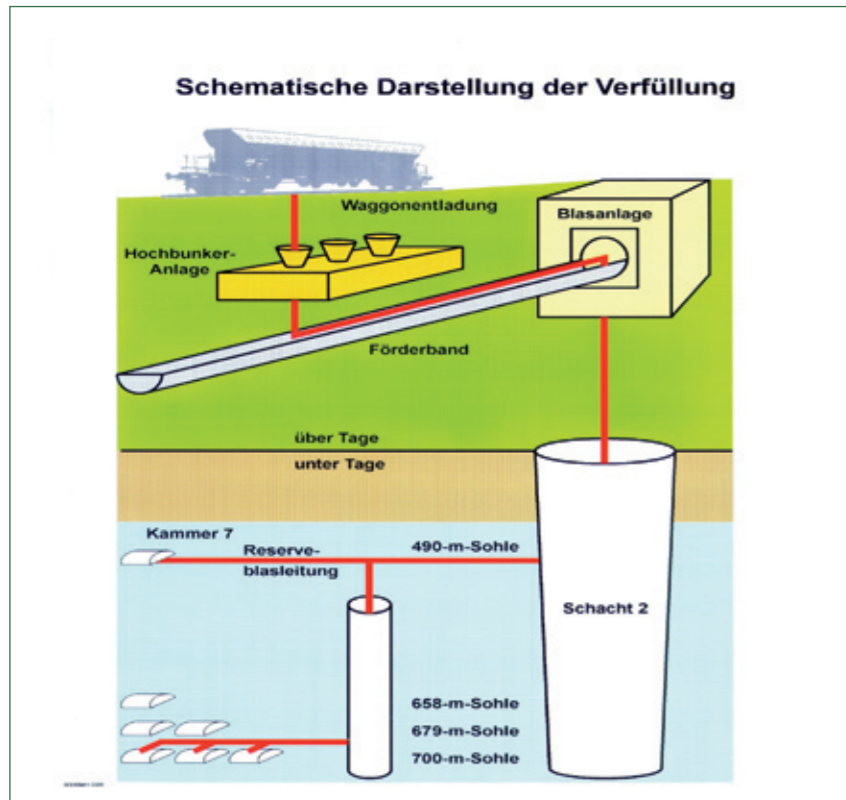 Schematische Darstellung der Verfüllung
Waggonentladung
Blasanlage
Hochbunker-
Anlage
Förderband
über Tage
unter Tage
Kammer 7
Reserve-
blasleitung
490-m-Sohle
Schacht 2
658-m-Sohle
679-m-Sohle
700-m-Sohle